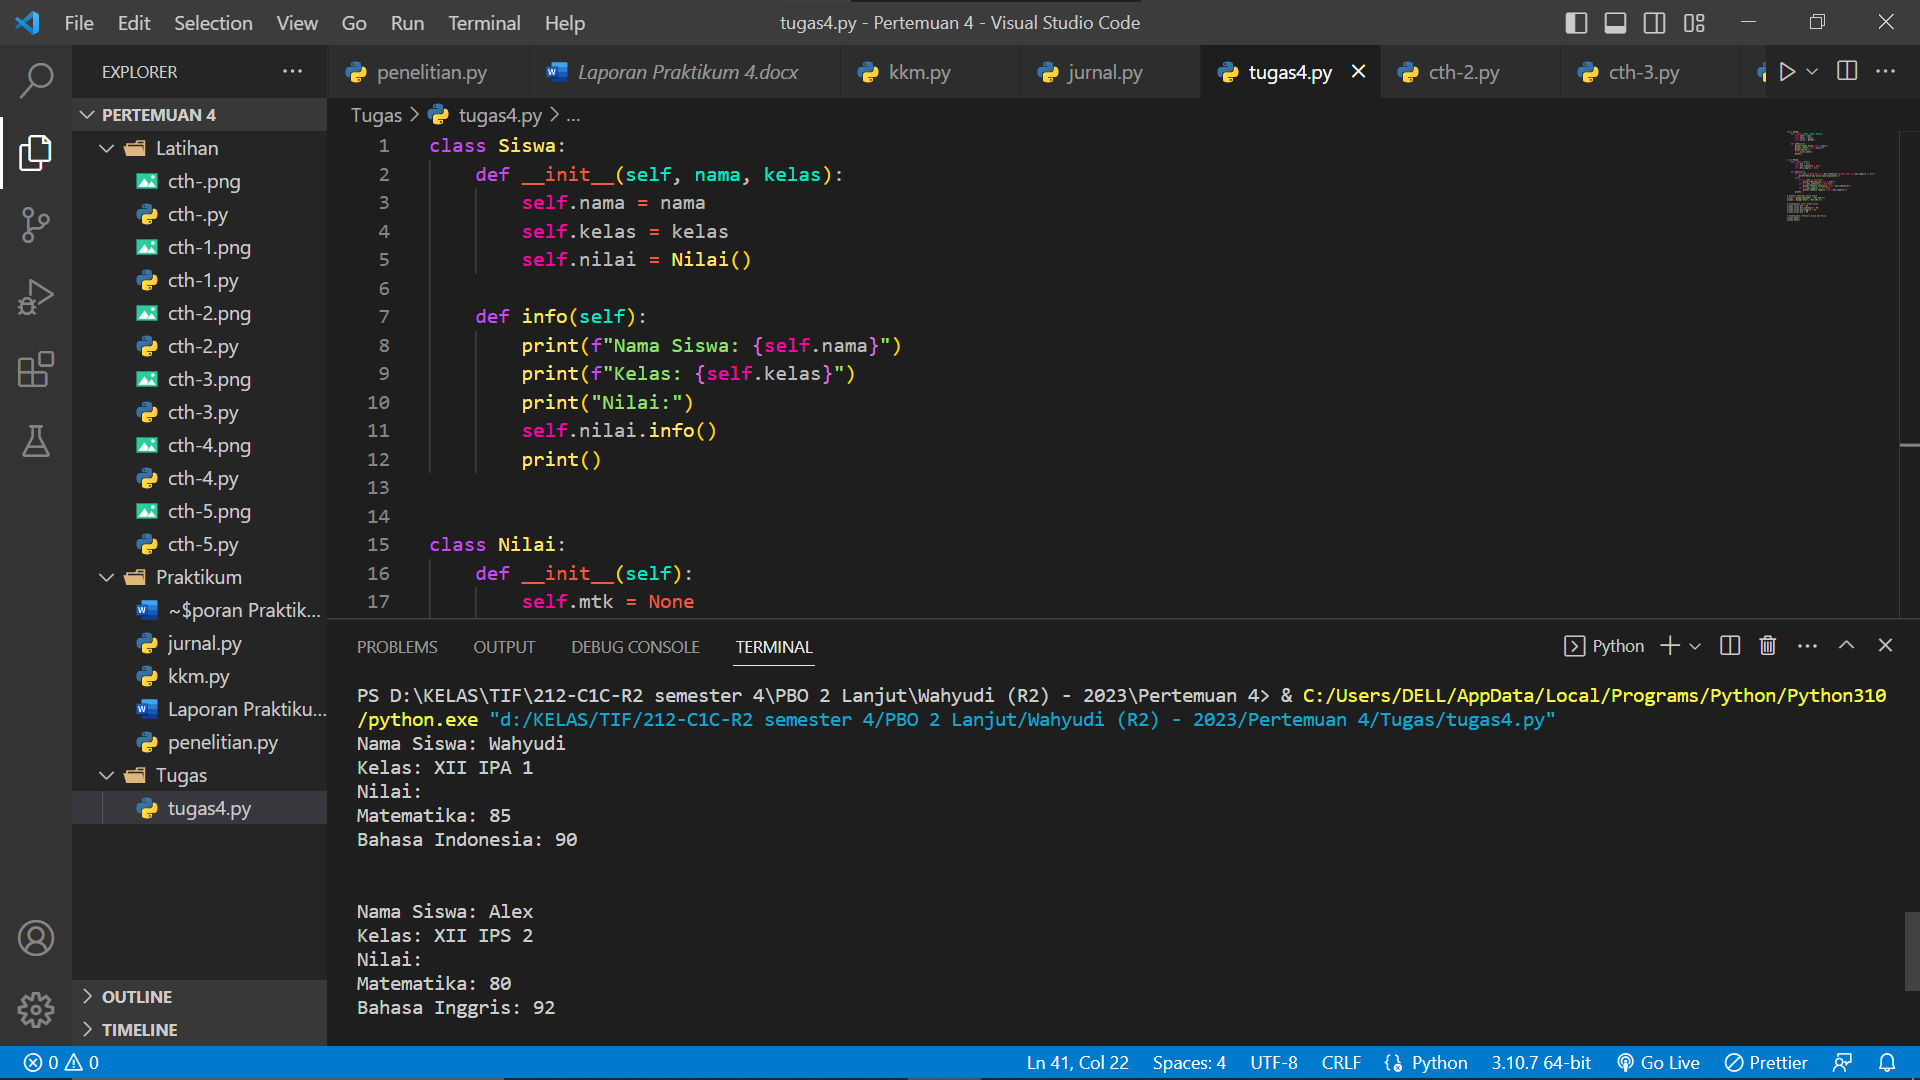 File Edit Selection View Go Run Terminal Help
tugas4.py - Pertemuan 4 - Visual Studio Code
EXPLORER
penelitian.py
Laporan Praktikum 4.docx
kkm.py
jurnal.py
tugas4.py
cth-2.py
cth-3.py
PERTEMUAN 4
Latihan
cth-.png
cth-.py
cth-1.png
cth-1.py
cth-2.png
cth-2.py
cth-3.png
cth-3.py
cth-4.png
cth-4.py
cth-5.png
cth-5.py
Praktikum
~$poran Praktik...
jurnal.py
kkm.py
Laporan Praktiku...
penelitian.py
Tugas
tugas4.py
OUTLINE
TIMELINE
Tugas > tugas4.py > ...
1 class Siswa:
2 def __init__(self, nama, kelas):
3 self.nama = nama
4 self.kelas = kelas
5 self.nilai = Nilai()
6
7 def info(self):
8 print(f"Nama Siswa: {self.nama}")
9 print(f"Kelas: {self.kelas}")
10 print("Nilai:")
11 self.nilai.info()
12 print()
13
14
15 class Nilai:
16 def __init__(self):
17 self.mtk = None
PROBLEMS OUTPUT DEBUG CONSOLE TERMINAL
Python
PS D:\KELAS\TIF\212-C1C-R2 semester 4\PBO 2 Lanjut\Wahyudi (R2) - 2023\Pertemuan 4> & C:/Users/DELL/AppData/Local/Programs/Python/Python310
/python.exe "d:/KELAS/TIF/212-C1C-R2 semester 4/PBO 2 Lanjut/Wahyudi (R2) - 2023/Pertemuan 4/Tugas/tugas4.py"
Nama Siswa: Wahyudi
Kelas: XII IPA 1
Nilai:
Matematika: 85
Bahasa Indonesia: 90
Nama Siswa: Alex
Kelas: XII IPS 2
Nilai:
Matematika: 80
Bahasa Inggris: 92
0 0
Ln 41, Col 22 Spaces: 4 UTF-8 CRLF Python 3.10.7 64-bit Go Live Prettier